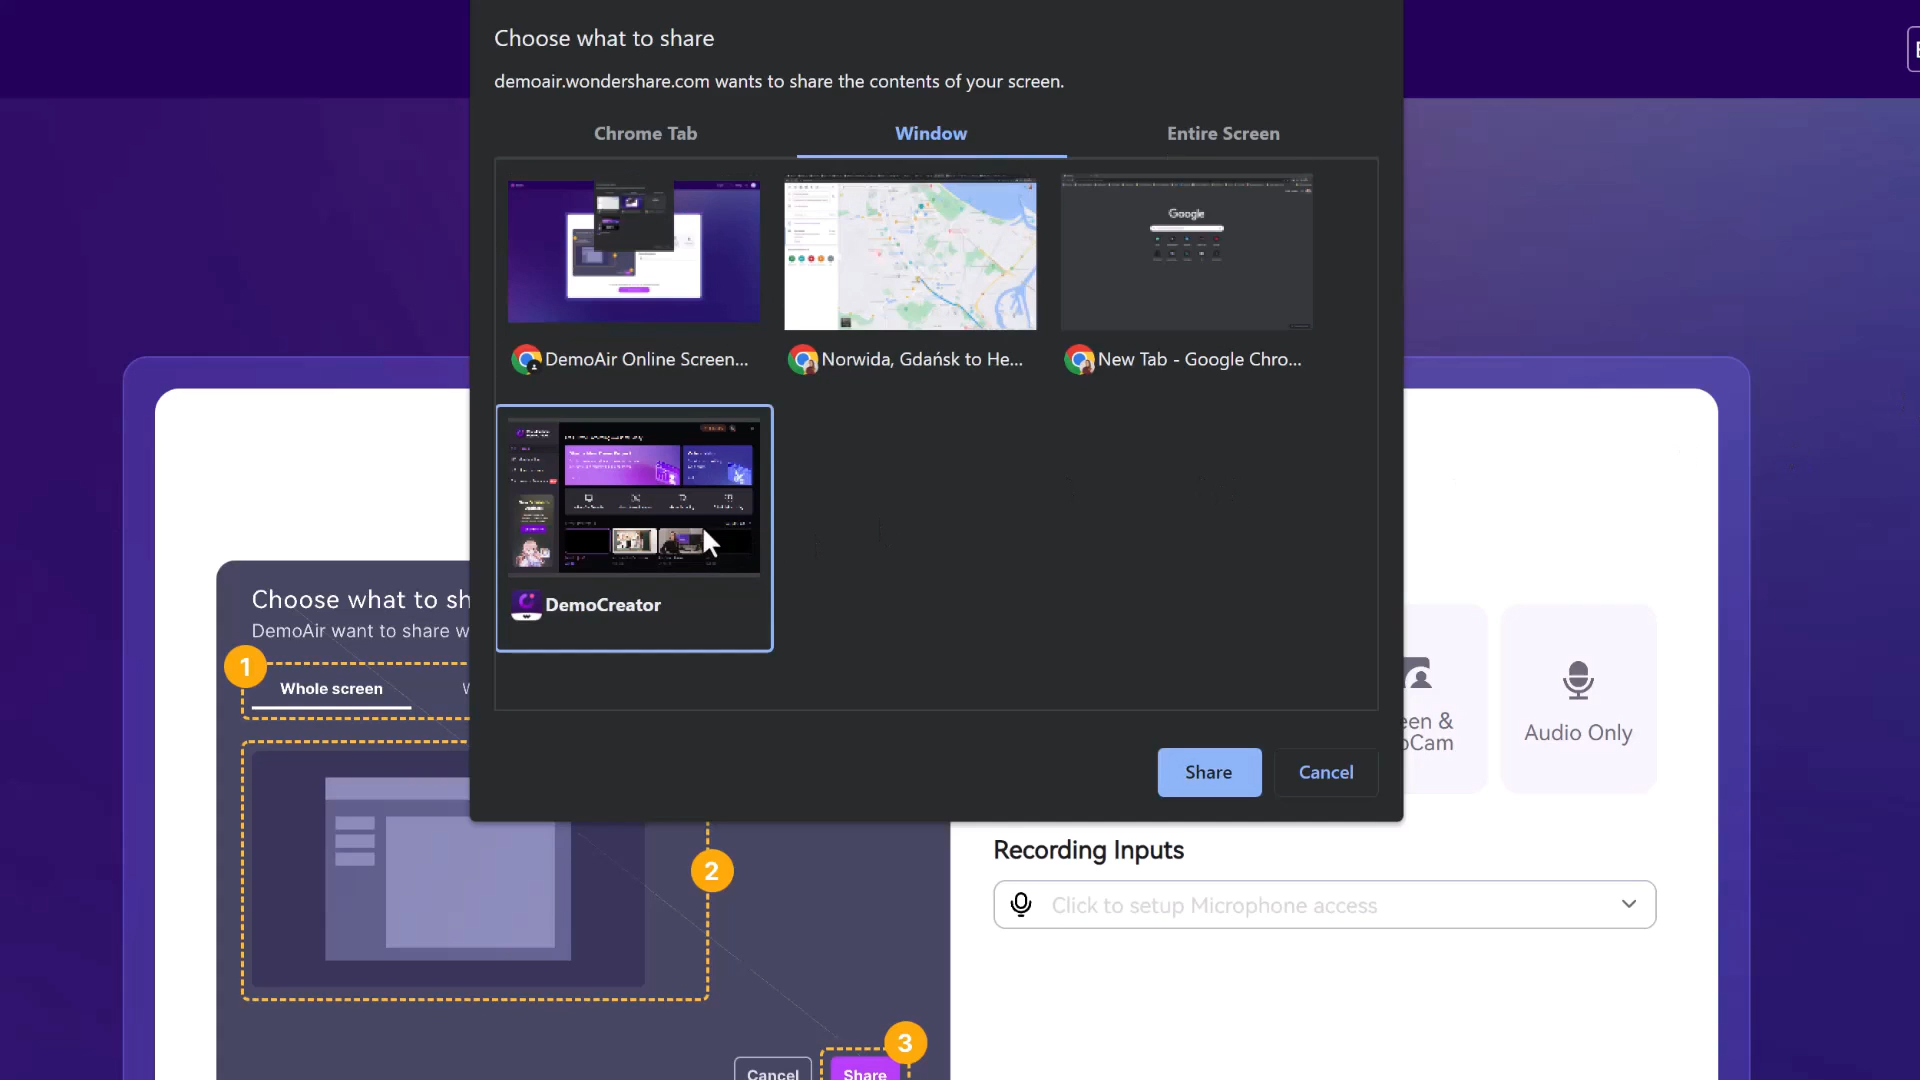 Choose what to share
demoair.wondershare.com wants to share the contents of your screen.
Chrome Tab
Window
Entire Screen
Google
DemoAir Online Screen...
Norwida, Gdańsk to He...
New Tab - Google Chro...
DemoCreator
Share
Cancel
Choose what to sh
DemoAir want to share w
1
Whole screen
2
3
Cancel
Share
een &
Cam
Audio Only
Recording Inputs
Click to setup Microphone access